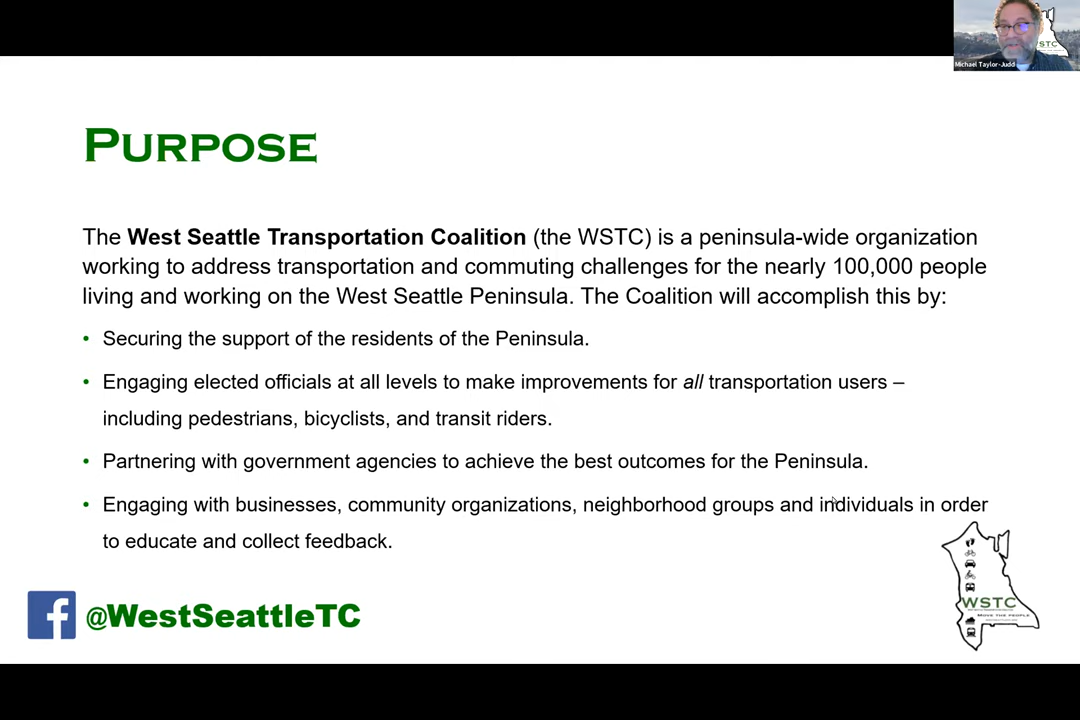 STC
Michael Taylor-Judd
PURPOSE
The West Seattle Transportation Coalition (the WSTC) is a peninsula-wide organization
working to address transportation and commuting challenges for the nearly 100,000 people
living and working on the West Seattle Peninsula. The Coalition will accomplish this by:
• Securing the support of the residents of the Peninsula.
• Engaging elected officials at all levels to make improvements for all transportation users –
including pedestrians, bicyclists, and transit riders.
• Partnering with government agencies to achieve the best outcomes for the Peninsula.
• Engaging with businesses, community organizations, neighborhood groups and individuals in order
to educate and collect feedback.
f @WestSeattleTC
WSTC
MOVE THE PEOPLE